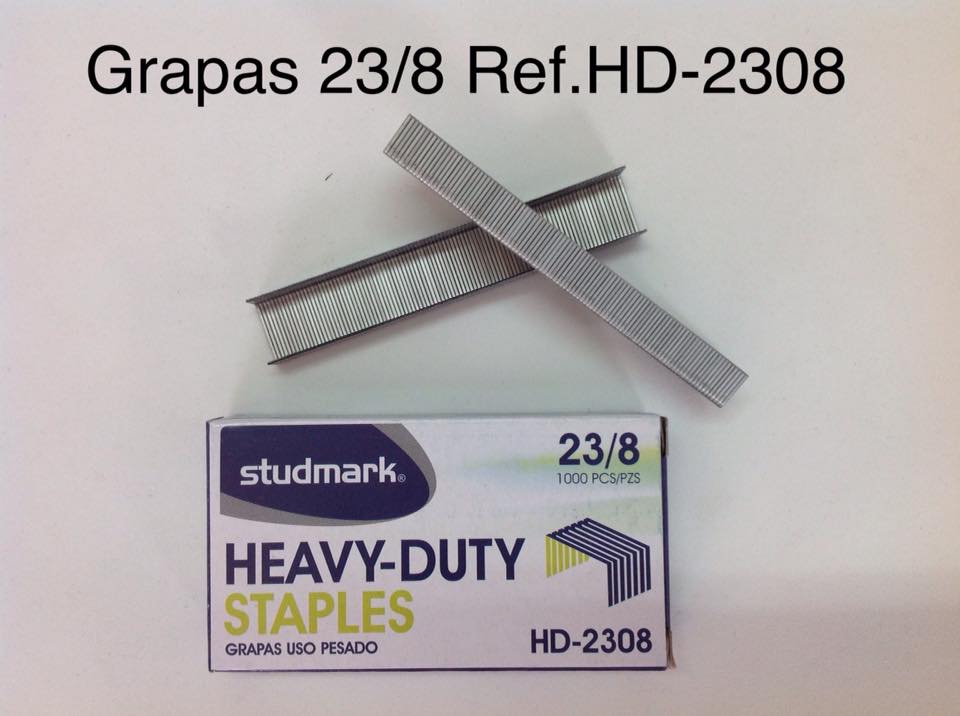 Grapas 23/8 Ref.HD-2308
studmark®
23/8
1000 PCS/PZS
HEAVY-DUTY
STAPLES
GRAPAS USO PESADO
HD-2308